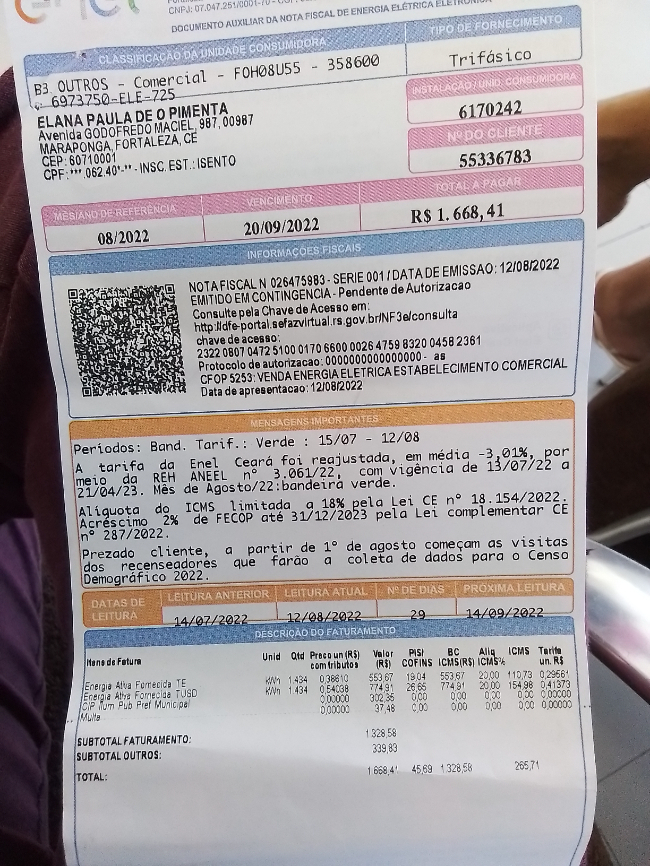 CNPJ: 07.047.251/0001-70
DOCUMENTO AUXILIAR DA NOTA FISCAL DE ENERGIA ELÉTRICA ELETRÔNICA
CLASSIFICAÇÃO DA UNIDADE CONSUMIDORA
TIPO DE FORNECIMENTO
B3 OUTROS - Comercial - F0H08U55 - 358600
6973750-ELE-725
Trifásico
ELANA PAULA DE O PIMENTA
Avenida GODOFREDO MACIEL, 987, 00987
MARAPONGA, FORTALEZA, CE
CEP: 60710001
CPF: ***.062.40*-** - INSC. EST.: ISENTO
INSTALAÇÃO / UNID. CONSUMIDORA
6170242
Nº DO CLIENTE
55336783
MÊS/ANO DE REFERÊNCIA
VENCIMENTO
TOTAL A PAGAR
08/2022
20/09/2022
R$ 1.668,41
INFORMAÇÕES FISCAIS
NOTA FISCAL N 026475983 - SERIE 001 / DATA DE EMISSAO: 12/08/2022
EMITIDO EM CONTINGENCIA - Pendente de Autorizacao
Consulte pela Chave de Acesso em:
http://dfe-portal.sefazvirtual.rs.gov.br/NF3e/consulta
chave de acesso:
2322 0807 0472 5100 0170 6600 0026 4759 8320 0458 2361
Protocolo de autorizacao: 0000000000000000 - as
CFOP 5253: VENDA ENERGIA ELETRICA ESTABELECIMENTO COMERCIAL
Data de apresentacao: 12/08/2022
MENSAGENS IMPORTANTES
Períodos: Band. Tarif.: Verde : 15/07 - 12/08
A tarifa da Enel Ceará foi reajustada, em média -3,01%, por
meio da REH ANEEL nº 3.061/22, com vigência de 13/07/22 a
21/04/23. Mês de Agosto/22:bandeira verde.
Alíquota do ICMS limitada a 18% pela Lei CE nº 18.154/2022.
Acréscimo 2% de FECOP até 31/12/2023 pela Lei complementar CE
nº 287/2022.
Prezado cliente, a partir de 1º de agosto começam as visitas
dos recenseadores que farão a coleta de dados para o Censo
Demográfico 2022.
DATAS DE LEITURA
LEITURA ANTERIOR
LEITURA ATUAL
Nº DE DIAS
PRÓXIMA LEITURA
14/07/2022
12/08/2022
29
14/09/2022
DESCRIÇÃO DO FATURAMENTO
Itens de Fatura Unid Qtd Preco un (R$) com tributos Valor (R$) PIS/ COFINS BC ICMS(R$) Aliq ICMS% ICMS Tarifa un. R$
Energia Ativa Fornecida TE kWh 1.434 0,38610 553,67 19,04 553,67 20,00 110,73 0,29561
Energia Ativa Fornecida TUSD kWh 1.434 0,54038 774,91 26,65 774,91 20,00 154,98 0,41373
CIP Ilum Pub Pref Municipal 0,00000 302,35 0,00 0,00 0,00 0,00 0,00000
Multa 0,00000 37,48 0,00 0,00 0,00 0,00 0,00000
SUBTOTAL FATURAMENTO: 1.328,58
SUBTOTAL OUTROS: 339,83
TOTAL: 1.668,41 45,69 1.328,58 265,71